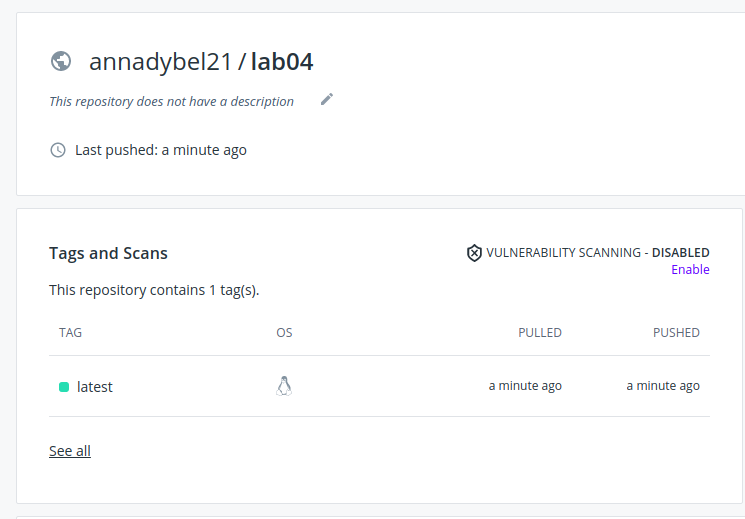 annadybel21 / lab04
This repository does not have a description
Last pushed: a minute ago
Tags and Scans
VULNERABILITY SCANNING - DISABLED
Enable
This repository contains 1 tag(s).
TAG OS PULLED PUSHED
latest a minute ago a minute ago
See all